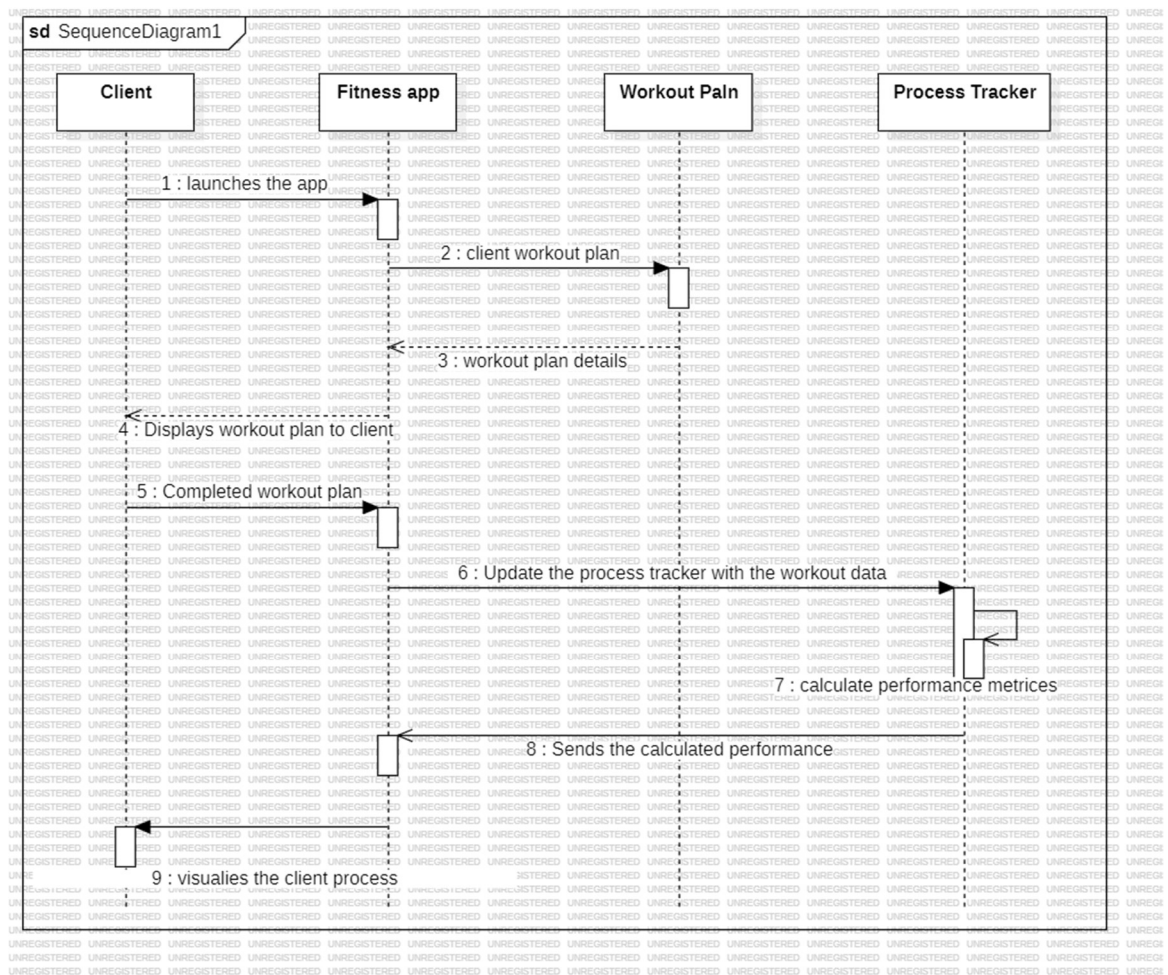 sd SequenceDiagram1
Client
Fitness app
Workout Paln
Process Tracker
1 : launches the app
2 : client workout plan
3 : workout plan details
4 : Displays workout plan to client
5 : Completed workout plan
6 : Update the process tracker with the workout data
7 : calculate performance metrices
8 : Sends the calculated performance
9 : visualies the client process
UNREGISTERED